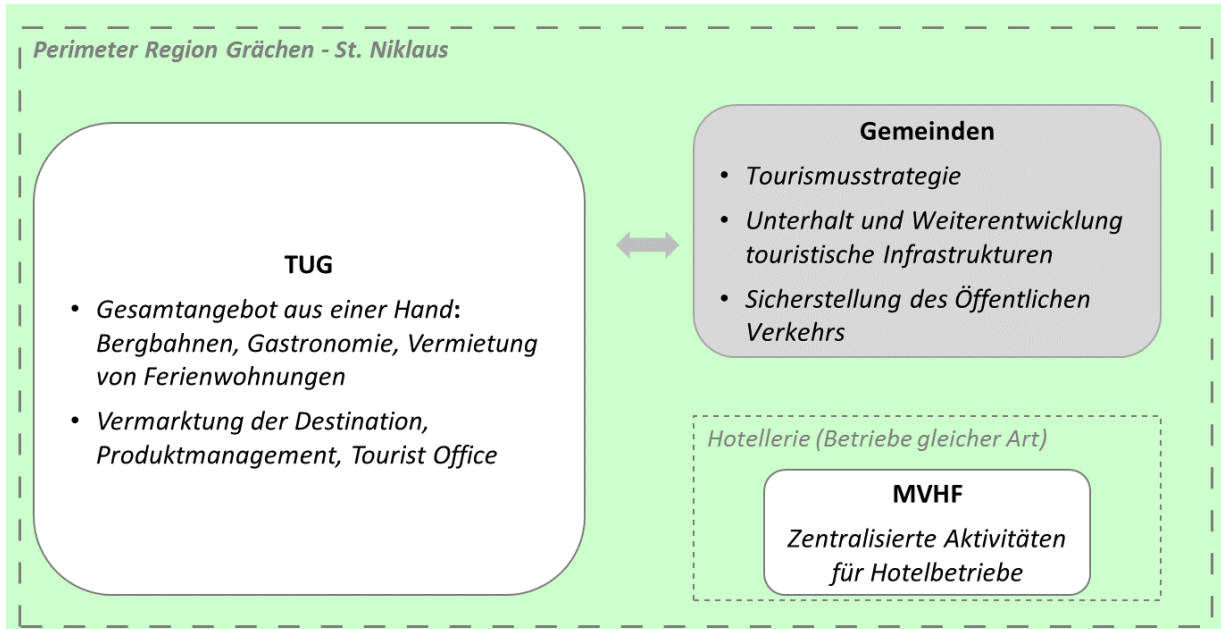 Perimeter Region Grächen - St. Niklaus
TUG
• Gesamtangebot aus einer Hand:
Bergbahnen, Gastronomie, Vermietung
von Ferienwohnungen
• Vermarktung der Destination,
Produktmanagement, Tourist Office
Gemeinden
• Tourismusstrategie
• Unterhalt und Weiterentwicklung
touristische Infrastrukturen
• Sicherstellung des Öffentlichen
Verkehrs
Hotellerie (Betriebe gleicher Art)
MVHF
Zentralisierte Aktivitäten
für Hotelbetriebe